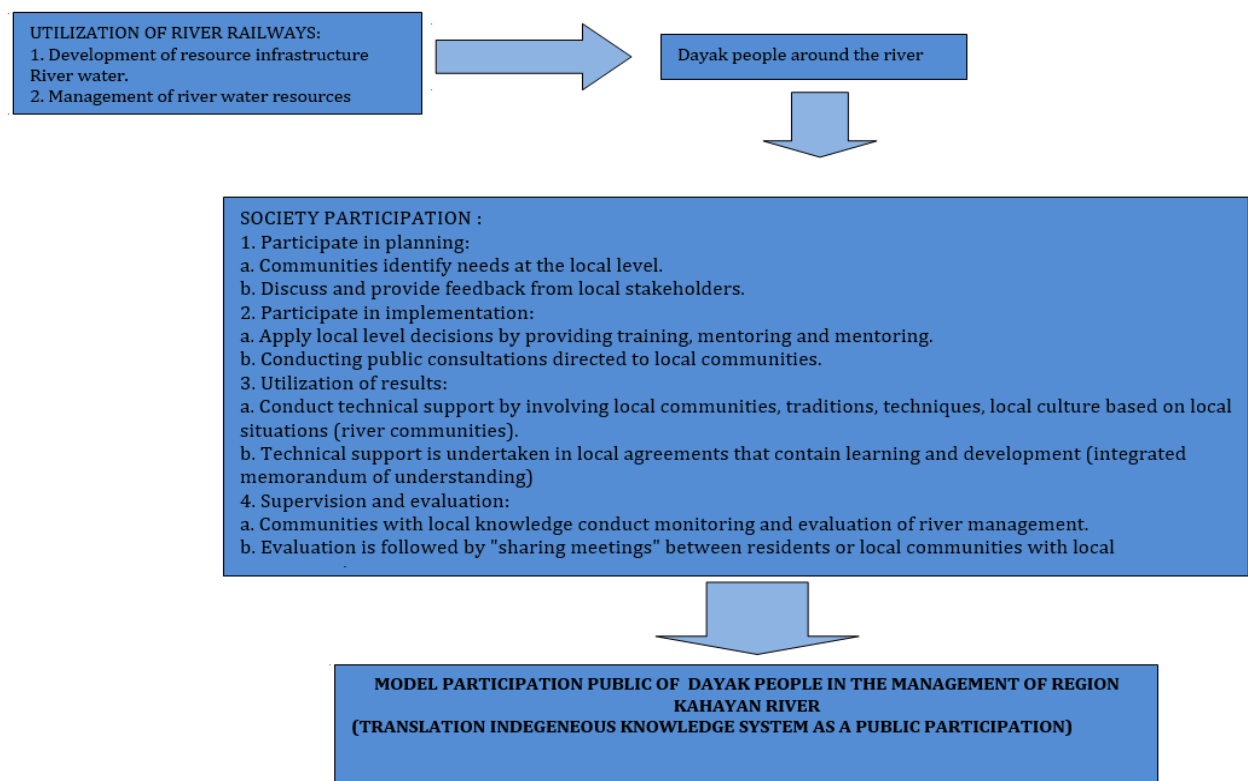 UTILIZATION OF RIVER RAILWAYS:
1. Development of resource infrastructure
River water.
2. Management of river water resources
Dayak people around the river
SOCIETY PARTICIPATION :
1. Participate in planning:
a. Communities identify needs at the local level.
b. Discuss and provide feedback from local stakeholders.
2. Participate in implementation:
a. Apply local level decisions by providing training, mentoring and mentoring.
b. Conducting public consultations directed to local communities.
3. Utilization of results:
a. Conduct technical support by involving local communities, traditions, techniques, local culture based on local
situations (river communities).
b. Technical support is undertaken in local agreements that contain learning and development (integrated
memorandum of understanding)
4. Supervision and evaluation:
a. Communities with local knowledge conduct monitoring and evaluation of river management.
b. Evaluation is followed by "sharing meetings" between residents or local communities with local
MODEL PARTICIPATION PUBLIC OF DAYAK PEOPLE IN THE MANAGEMENT OF REGION
KAHAYAN RIVER
(TRANSLATION INDEGENEOUS KNOWLEDGE SYSTEM AS A PUBLIC PARTICIPATION)